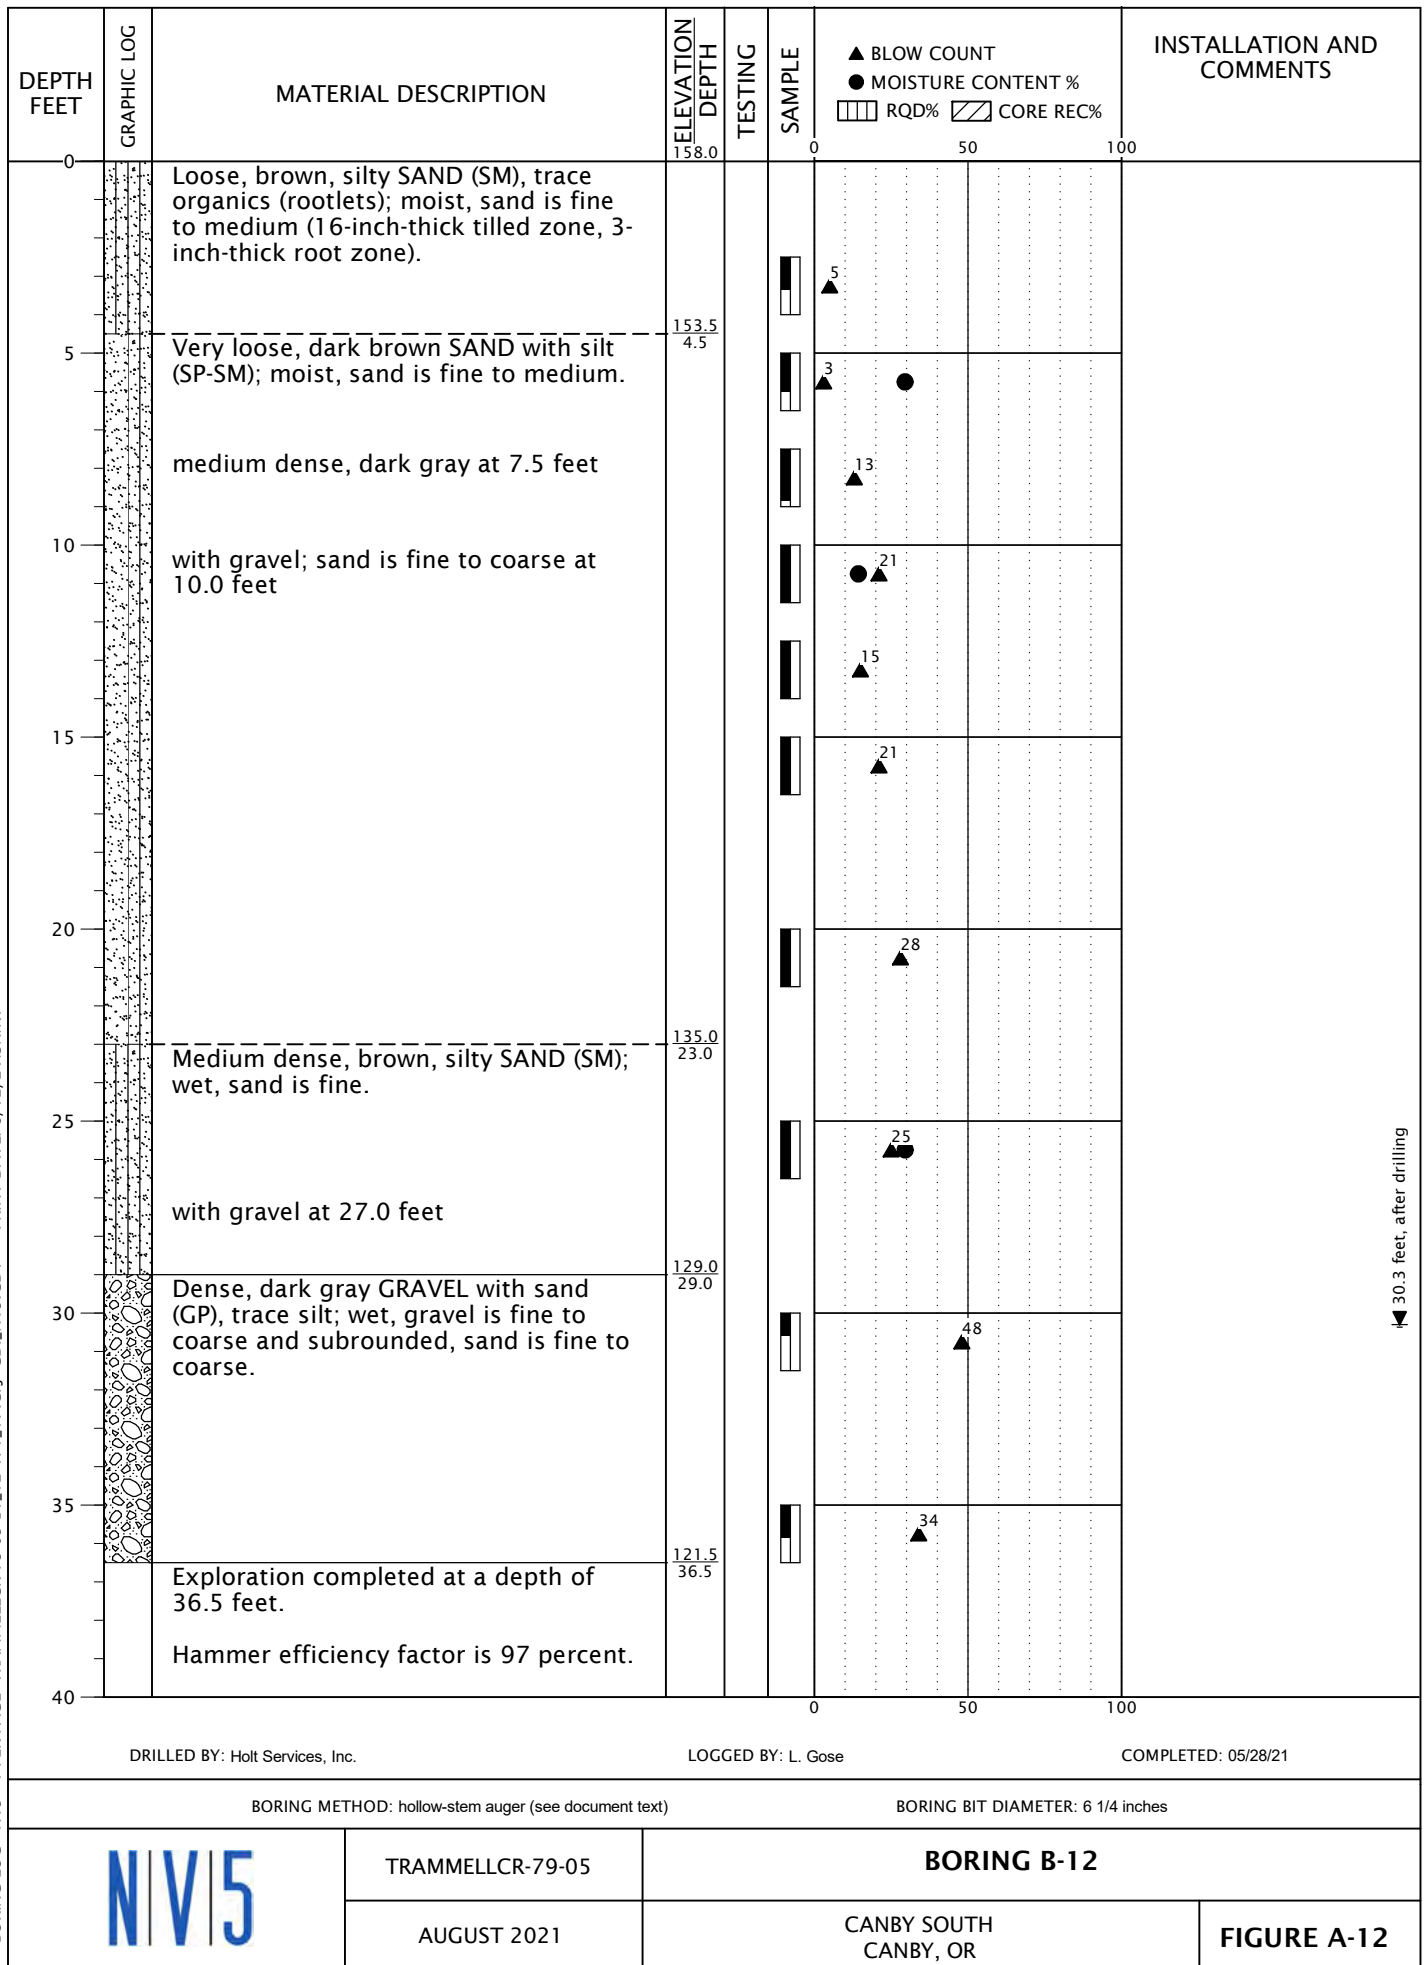 DEPTH
FEET
GRAPHIC LOG
MATERIAL DESCRIPTION
ELEVATION
DEPTH
TESTING
SAMPLE
▲ BLOW COUNT
● MOISTURE CONTENT %
RQD% CORE REC%
INSTALLATION AND
COMMENTS
0
158.0
0 50 100
Loose, brown, silty SAND (SM), trace
organics (rootlets); moist, sand is fine
to medium (16-inch-thick tilled zone, 3-
inch-thick root zone).
5
153.5
4.5
5
Very loose, dark brown SAND with silt
(SP-SM); moist, sand is fine to medium.
3
medium dense, dark gray at 7.5 feet
13
10
with gravel; sand is fine to coarse at
10.0 feet
21
15
15
21
20
28
135.0
23.0
Medium dense, brown, silty SAND (SM);
wet, sand is fine.
25
25
with gravel at 27.0 feet
30.3 feet, after drilling
129.0
29.0
Dense, dark gray GRAVEL with sand
(GP), trace silt; wet, gravel is fine to
coarse and subrounded, sand is fine to
coarse.
30
48
35
34
121.5
36.5
Exploration completed at a depth of
36.5 feet.
Hammer efficiency factor is 97 percent.
40
0 50 100
DRILLED BY: Holt Services, Inc.
LOGGED BY: L. Gose
COMPLETED: 05/28/21
BORING METHOD: hollow-stem auger (see document text)
BORING BIT DIAMETER: 6 1/4 inches
N|V|5
TRAMMELLCR-79-05
BORING B-12
AUGUST 2021
CANBY SOUTH
CANBY, OR
FIGURE A-12